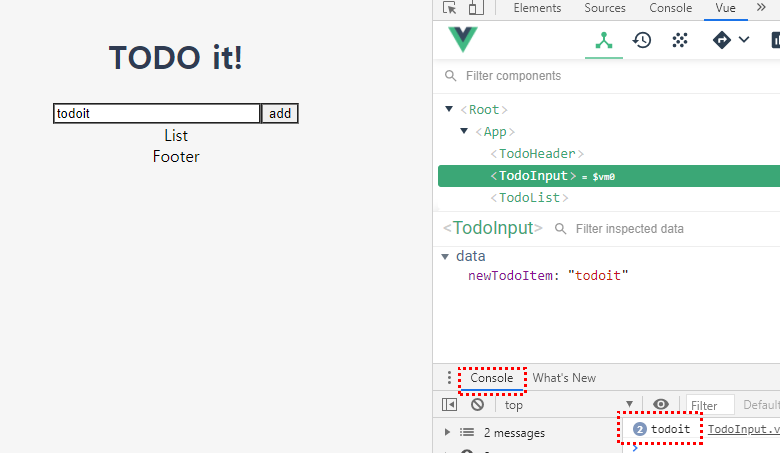 TODO it!
todoit add
List
Footer
Elements Sources Console Vue »
Filter components
<Root>
<App>
<TodoHeader>
<TodoInput> = $vm0
<TodoList>
<TodoInput> Filter inspected data
data
newTodoItem: "todoit"
Console What's New
top Filter Default
2 messages
2 todoit TodoInput.v